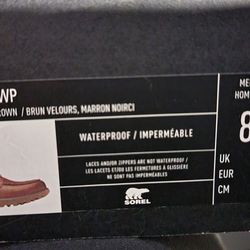 WP
ROWN / BRUN VELOURS, MARRON NOIRCI
WATERPROOF / IMPERMÉABLE
LACES AND/OR ZIPPERS ARE NOT WATERPROOF /
LES LACETS ET/OU LES FERMETURES À GLISSIÈRE
NE SONT PAS IMPERMÉABLES
SOREL
ME
HOM
8
UK
EUR
CM